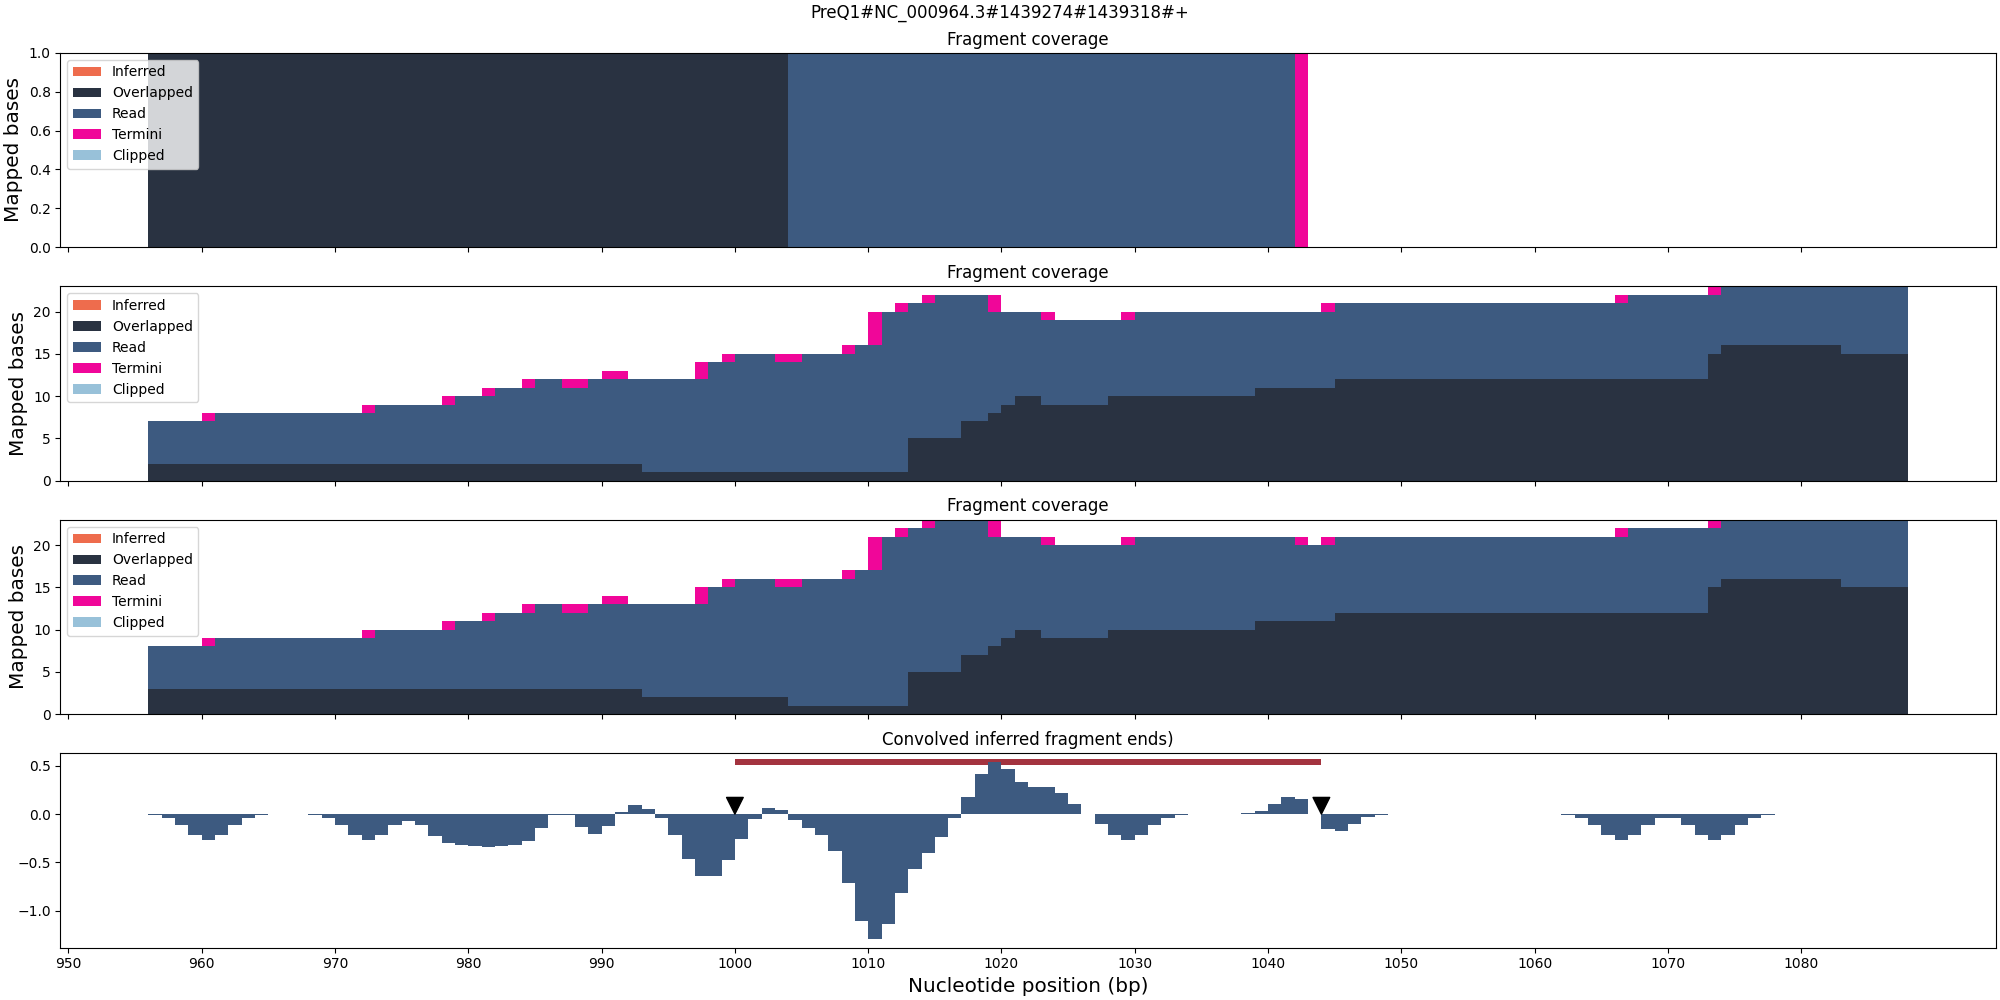 PreQ1#NC_000964.3#1439274#1439318#+
Fragment coverage
Mapped bases
1.0
0.8
0.6
0.4
0.2
0.0
Inferred
Overlapped
Read
Termini
Clipped
Fragment coverage
Mapped bases
20
15
10
5
0
Inferred
Overlapped
Read
Termini
Clipped
Fragment coverage
Mapped bases
20
15
10
5
0
Inferred
Overlapped
Read
Termini
Clipped
Convolved inferred fragment ends)
0.5
0.0
−0.5
−1.0
950 960 970 980 990 1000 1010 1020 1030 1040 1050 1060 1070 1080
Nucleotide position (bp)